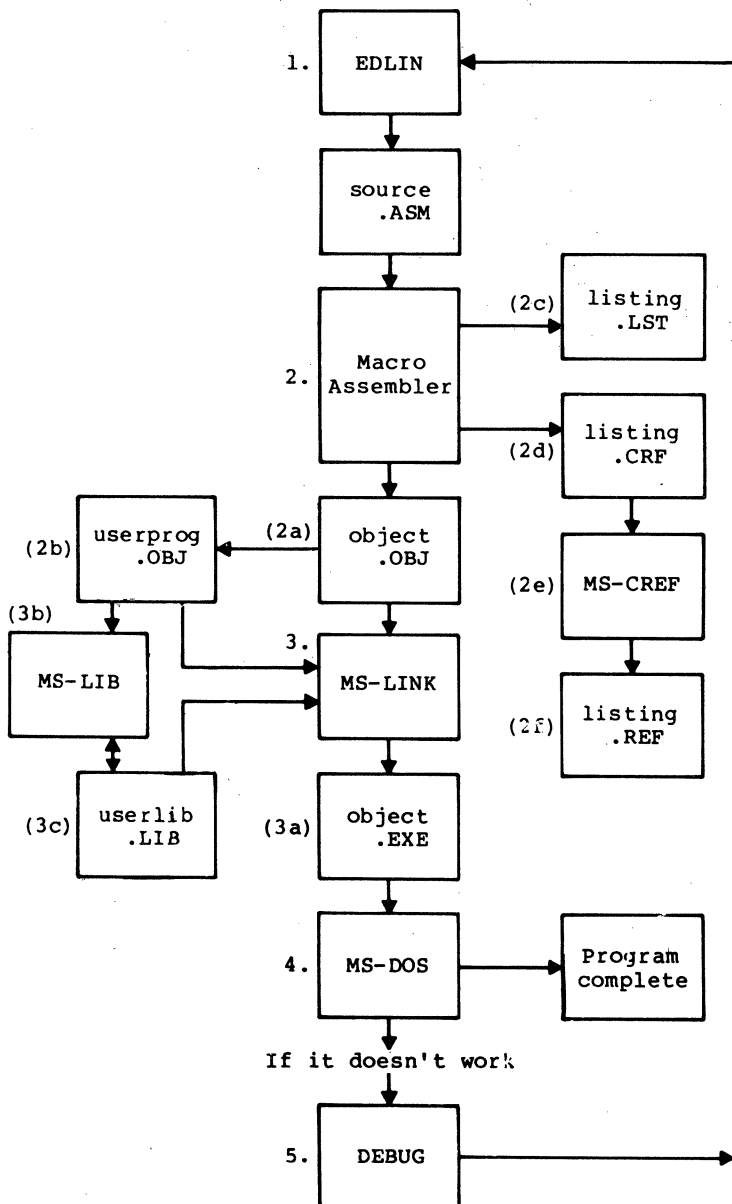 1.
EDLIN
source
.ASM
2.
Macro
Assembler
(2c)
listing
.LST
(2d)
listing
.CRF
(2b)
userprog
.OBJ
(2a)
object
.OBJ
(2e)
MS-CREF
(3b)
MS-LIB
3.
MS-LINK
(2f)
listing
.REF
(3c)
userlib
.LIB
(3a)
object
.EXE
4.
MS-DOS
Program
complete
If it doesn't work
5.
DEBUG